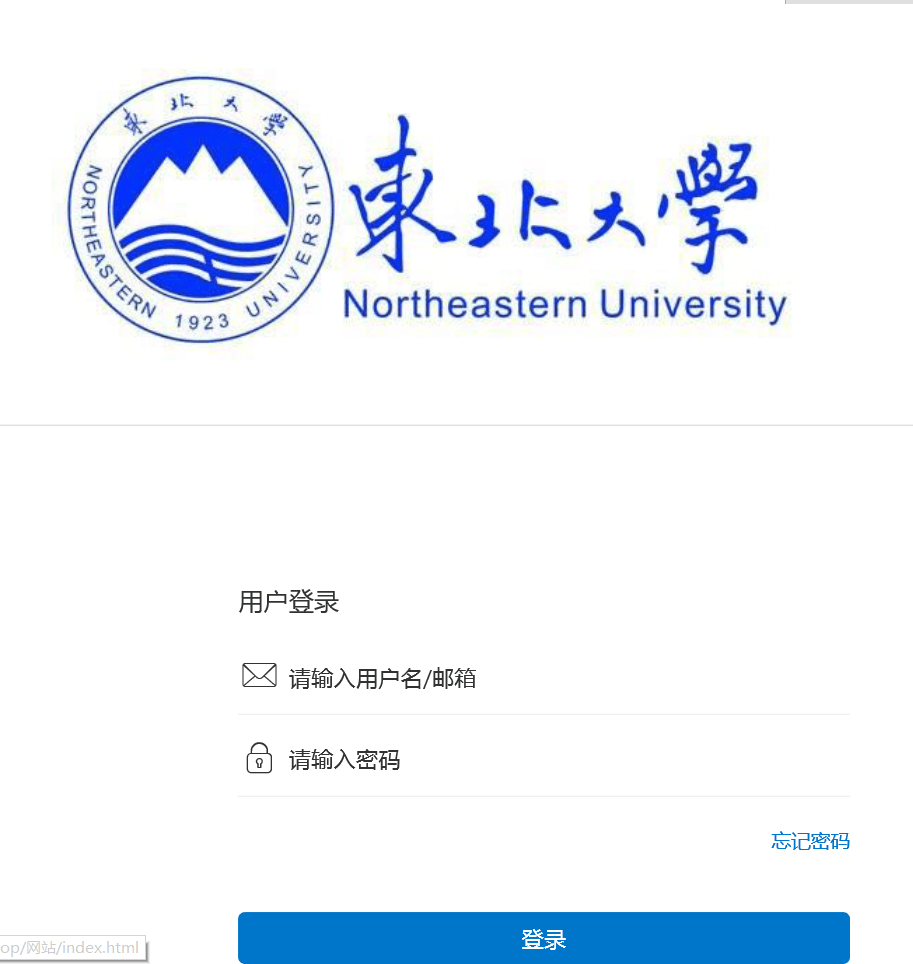 東北大學
NORTHEASTERN UNIVERSITY
1923
東北大學
Northeastern University
用户登录
请输入用户名/邮箱
请输入密码
忘记密码
登录
op/网站/index.html